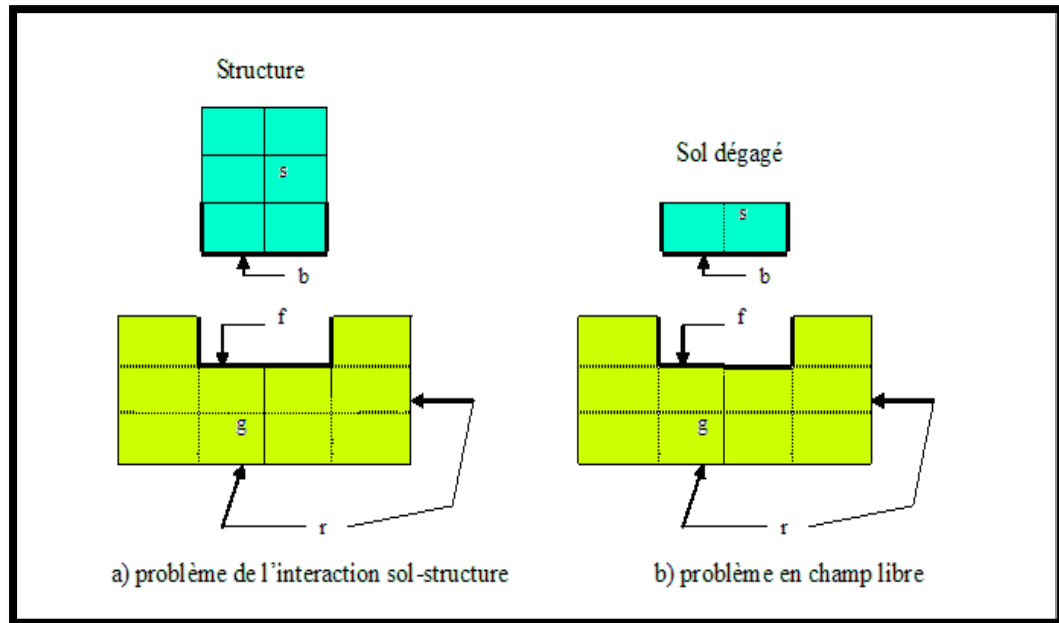 Structure
s
b
f
g
r
a) problème de l'interaction sol-structure
Sol dégagé
s
b
f
g
r
b) problème en champ libre